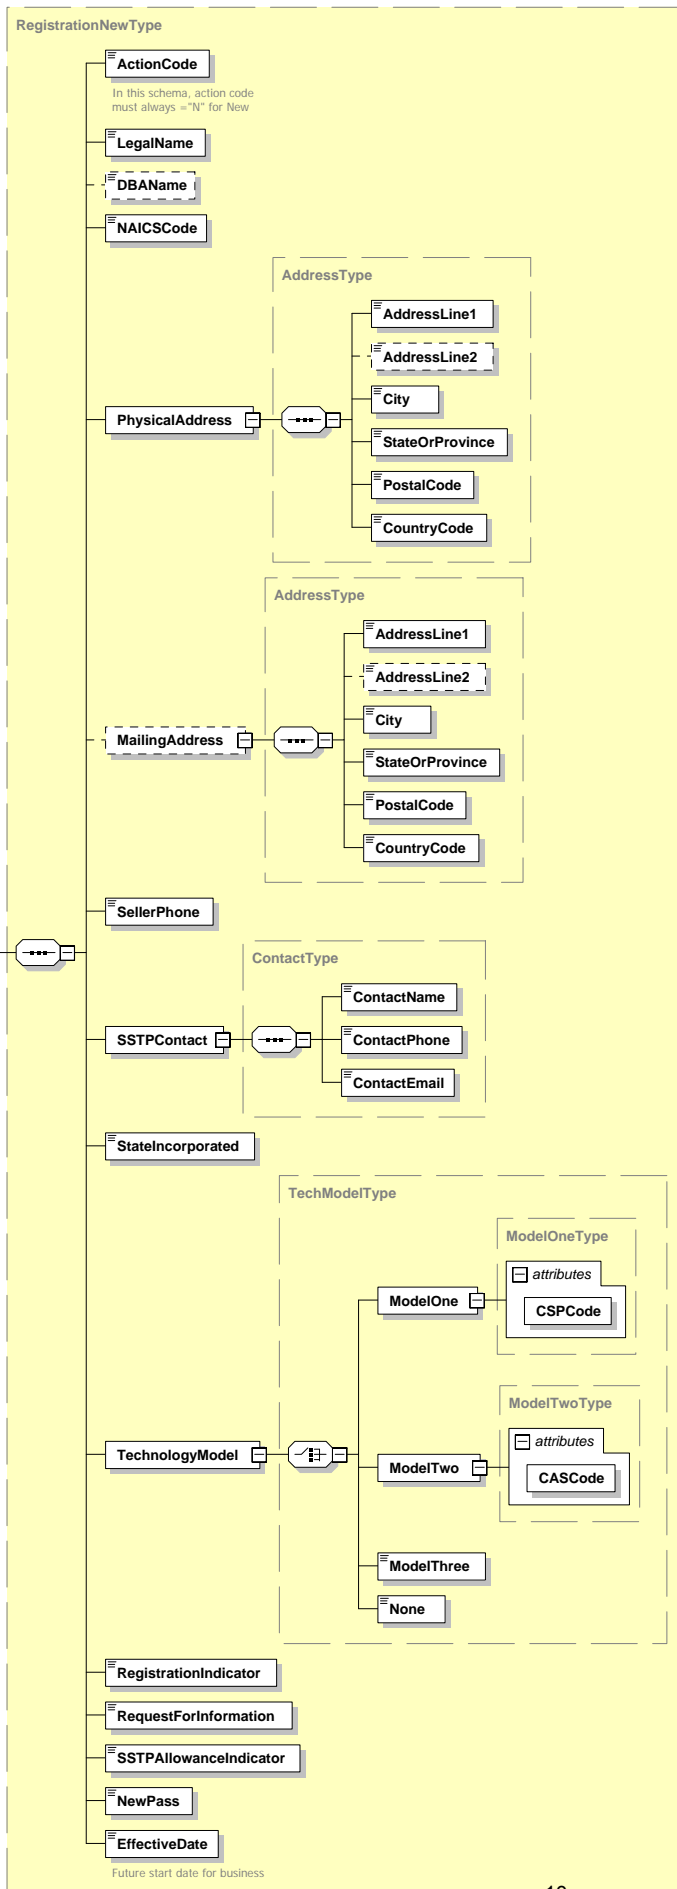 RegistrationNewType
ActionCode
In this schema, action code
must always ="N" for New
LegalName
DBAName
NAICSCode
AddressType
AddressLine1
AddressLine2
City
PhysicalAddress
StateOrProvince
PostalCode
CountryCode
AddressType
AddressLine1
AddressLine2
City
MailingAddress
StateOrProvince
PostalCode
CountryCode
SellerPhone
ContactType
ContactName
SSTPContact
ContactPhone
ContactEmail
StateIncorporated
TechModelType
ModelOneType
attributes
ModelOne
CSPCode
ModelTwoType
attributes
TechnologyModel
ModelTwo
CASCode
ModelThree
None
RegistrationIndicator
RequestForInformation
SSTPAllowanceIndicator
NewPass
EffectiveDate
Future start date for business